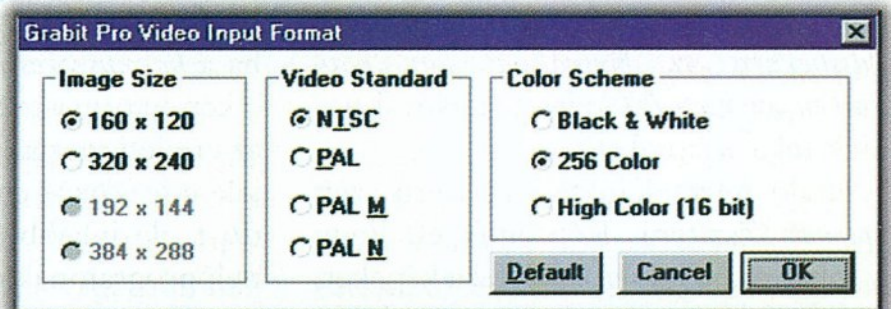 Grabit Pro Video Input Format
Image Size
160 x 120
320 x 240
192 x 144
384 x 288
Video Standard
NTSC
PAL
PAL M
PAL N
Color Scheme
Black & White
256 Color
High Color (16 bit)
Default
Cancel
OK